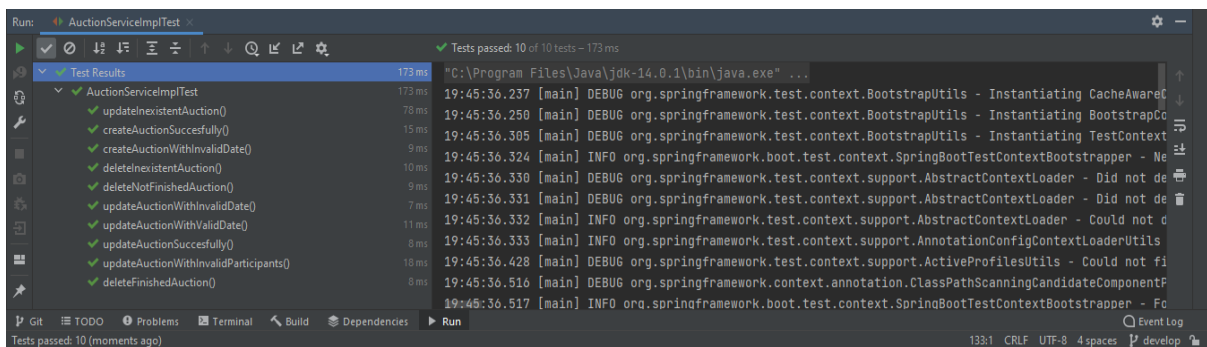 Run: AuctionServiceImplTest
Tests passed: 10 of 10 tests – 173 ms
Test Results 173 ms
AuctionServiceImplTest 173 ms
updateInexistentAuction() 78 ms
createAuctionSuccesfully() 15 ms
createAuctionWithInvalidDate() 9 ms
deleteInexistentAuction() 10 ms
deleteNotFinishedAuction() 9 ms
updateAuctionWithInvalidDate() 7 ms
updateAuctionWithValidDate() 11 ms
updateAuctionSuccesfully() 8 ms
updateAuctionWithInvalidParticipants() 18 ms
deleteFinishedAuction() 8 ms
"C:\Program Files\Java\jdk-14.0.1\bin\java.exe" ...
19:45:36.237 [main] DEBUG org.springframework.test.context.BootstrapUtils - Instantiating CacheAwareC
19:45:36.250 [main] DEBUG org.springframework.test.context.BootstrapUtils - Instantiating BootstrapCo
19:45:36.305 [main] DEBUG org.springframework.test.context.BootstrapUtils - Instantiating TestContext
19:45:36.324 [main] INFO org.springframework.boot.test.context.SpringBootTestContextBootstrapper - Ne
19:45:36.330 [main] DEBUG org.springframework.test.context.support.AbstractContextLoader - Did not de
19:45:36.331 [main] DEBUG org.springframework.test.context.support.AbstractContextLoader - Did not de
19:45:36.332 [main] INFO org.springframework.test.context.support.AbstractContextLoader - Could not d
19:45:36.333 [main] INFO org.springframework.test.context.support.AnnotationConfigContextLoaderUtils
19:45:36.428 [main] DEBUG org.springframework.test.context.support.ActiveProfilesUtils - Could not fi
19:45:36.516 [main] DEBUG org.springframework.context.annotation.ClassPathScanningCandidateComponentP
19:45:36.517 [main] INFO org.springframework.boot.test.context.SpringBootTestContextBootstrapper - Fo
Git TODO Problems Terminal Build Dependencies Run Event Log
Tests passed: 10 (moments ago) 133:1 CRLF UTF-8 4 spaces develop